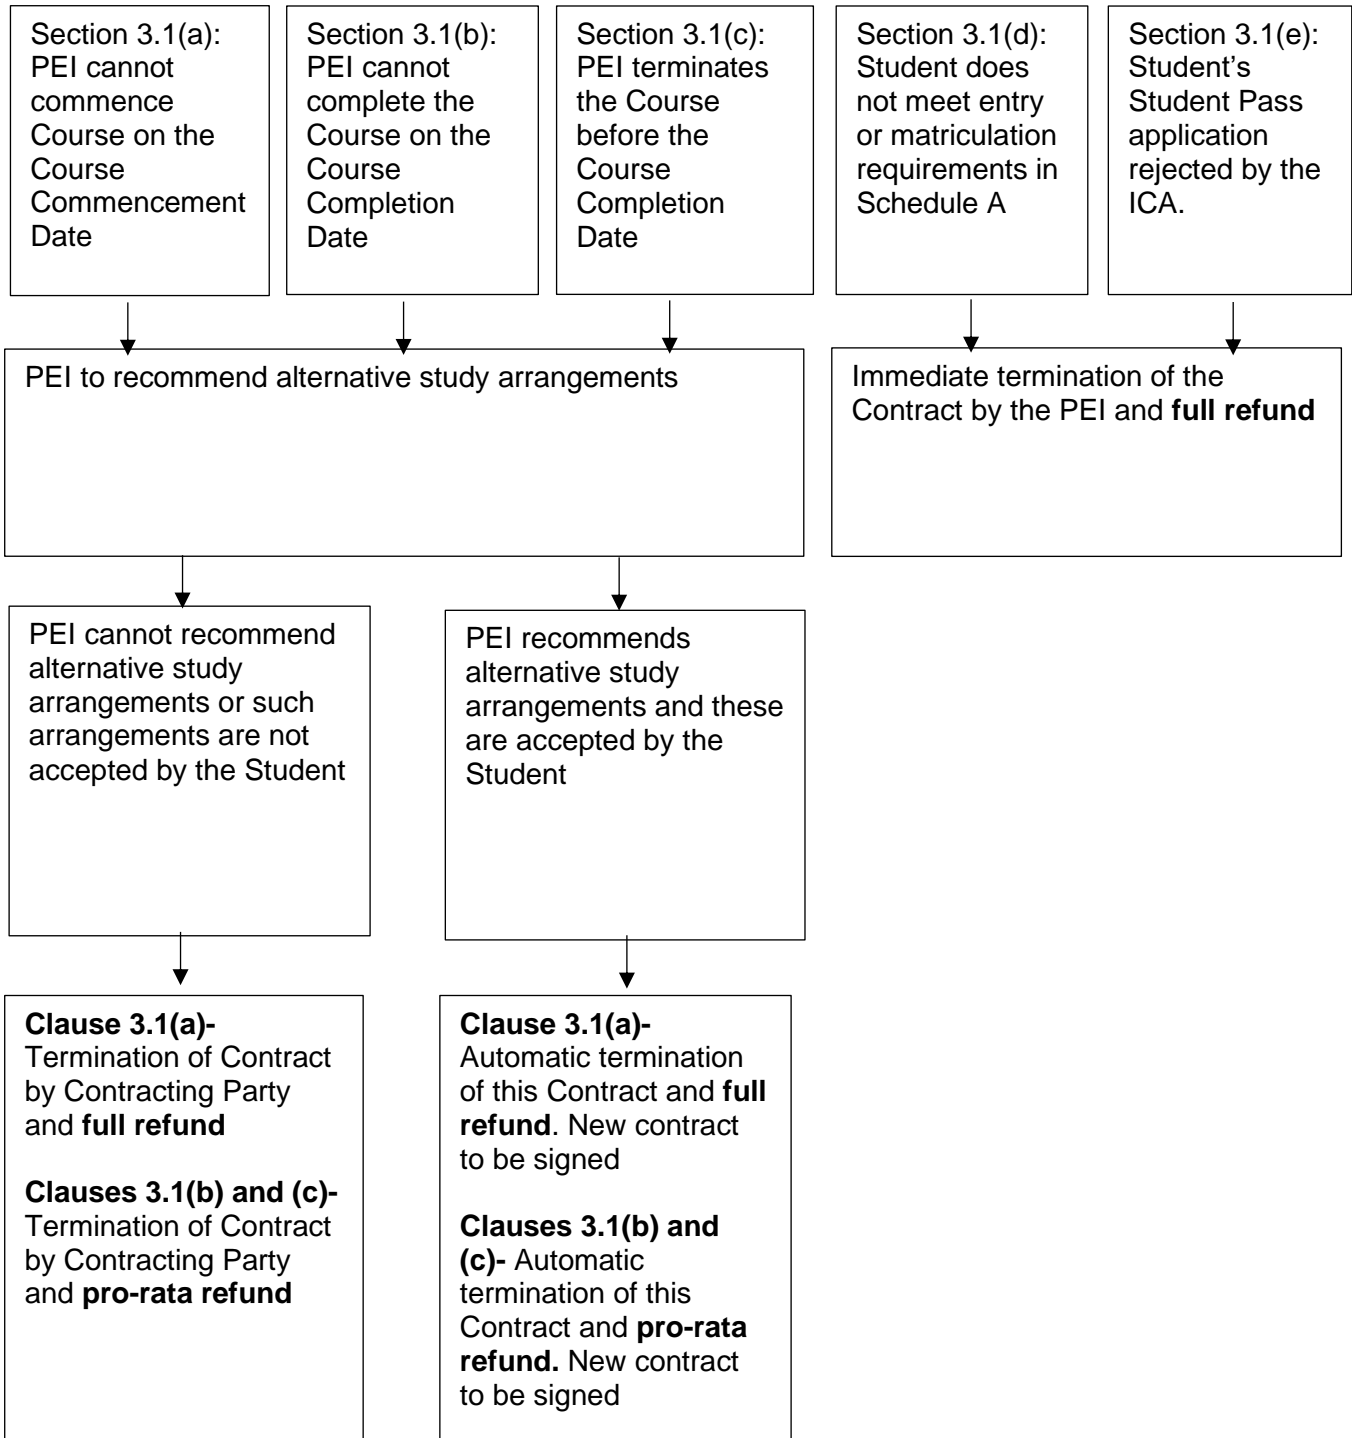 Section 3.1(a):
PEI cannot
commence
Course on the
Course
Commencement
Date
Section 3.1(b):
PEI cannot
complete the
Course on the
Course
Completion
Date
Section 3.1(c):
PEI terminates
the Course
before the
Course
Completion
Date
Section 3.1(d):
Student does
not meet entry
or matriculation
requirements in
Schedule A
Section 3.1(e):
Student’s
Student Pass
application
rejected by the
ICA.
PEI to recommend alternative study arrangements
Immediate termination of the
Contract by the PEI and full refund
PEI cannot recommend
alternative study
arrangements or such
arrangements are not
accepted by the Student
PEI recommends
alternative study
arrangements and these
are accepted by the
Student
Clause 3.1(a)-
Termination of Contract
by Contracting Party
and full refund
Clauses 3.1(b) and (c)-
Termination of Contract
by Contracting Party
and pro-rata refund
Clause 3.1(a)-
Automatic termination
of this Contract and full
refund. New contract
to be signed
Clauses 3.1(b) and
(c)- Automatic
termination of this
Contract and pro-rata
refund. New contract
to be signed